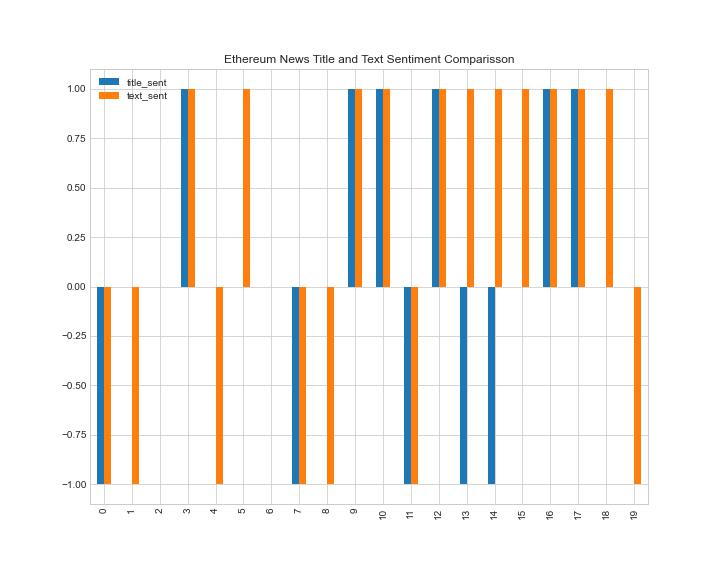 Ethereum News Title and Text Sentiment Comparisson
title_sent
text_sent
1.00
0.75
0.50
0.25
0.00
−0.25
−0.50
−0.75
−1.00
0 1 2 3 4 5 6 7 8 9 10 11 12 13 14 15 16 17 18 19